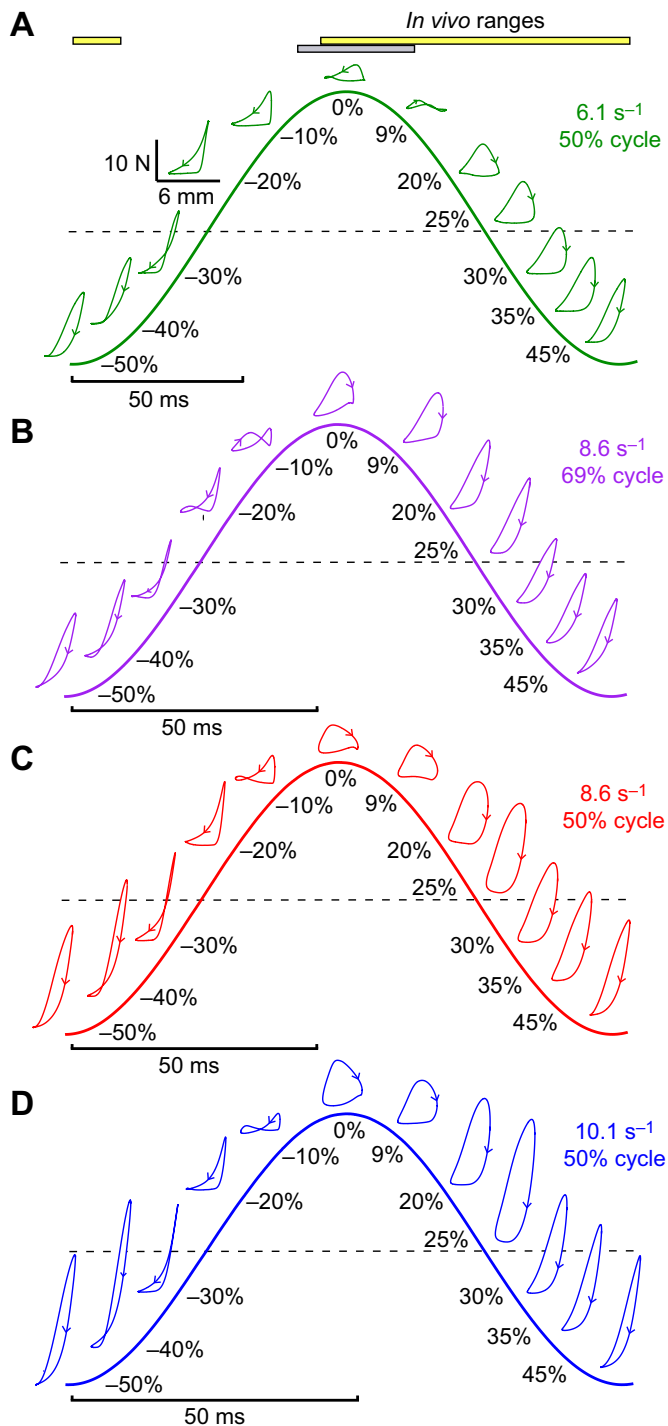 A
In vivo ranges
0%
–10%
9%
6.1 s–1
50% cycle
10 N
6 mm
–20%
20%
25%
–30%
30%
–40%
35%
–50%
45%
50 ms
B
0%
–10%
9%
8.6 s–1
69% cycle
–20%
20%
25%
–30%
30%
–40%
35%
–50%
45%
50 ms
C
0%
–10%
9%
8.6 s–1
50% cycle
–20%
20%
25%
–30%
30%
–40%
35%
–50%
45%
50 ms
D
0%
–10%
9%
10.1 s–1
50% cycle
–20%
20%
25%
–30%
30%
–40%
35%
–50%
45%
50 ms